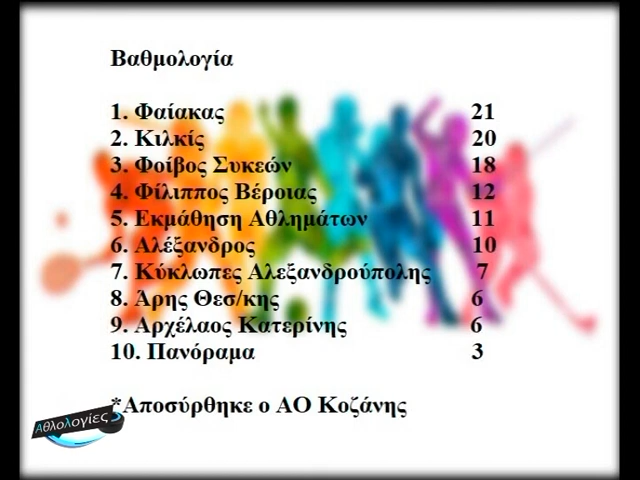 Βαθμολογία
1. Φαίακας 21
2. Κιλκίς 20
3. Φοίβος Συκεών 18
4. Φίλιππος Βέροιας 12
5. Εκμάθηση Αθλημάτων 11
6. Αλέξανδρος 10
7. Κύκλωπες Αλεξανδρούπολης 7
8. Άρης Θεσ/κης 6
9. Αρχέλαος Κατερίνης 6
10. Πανόραμα 3
*Αποσύρθηκε ο ΑΟ Κοζάνης
Αθλολογίες